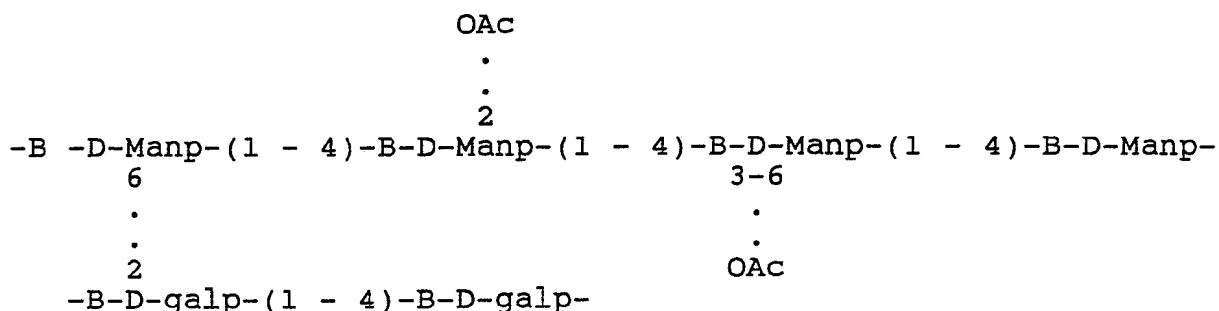 OAc
.
.
2
-B -D-Manp-(1 - 4)-B-D-Manp-(1 - 4)-B-D-Manp-(1 - 4)-B-D-Manp-
6 3-6
. .
. .
2 OAc
-B-D-galp-(1 - 4)-B-D-galp-